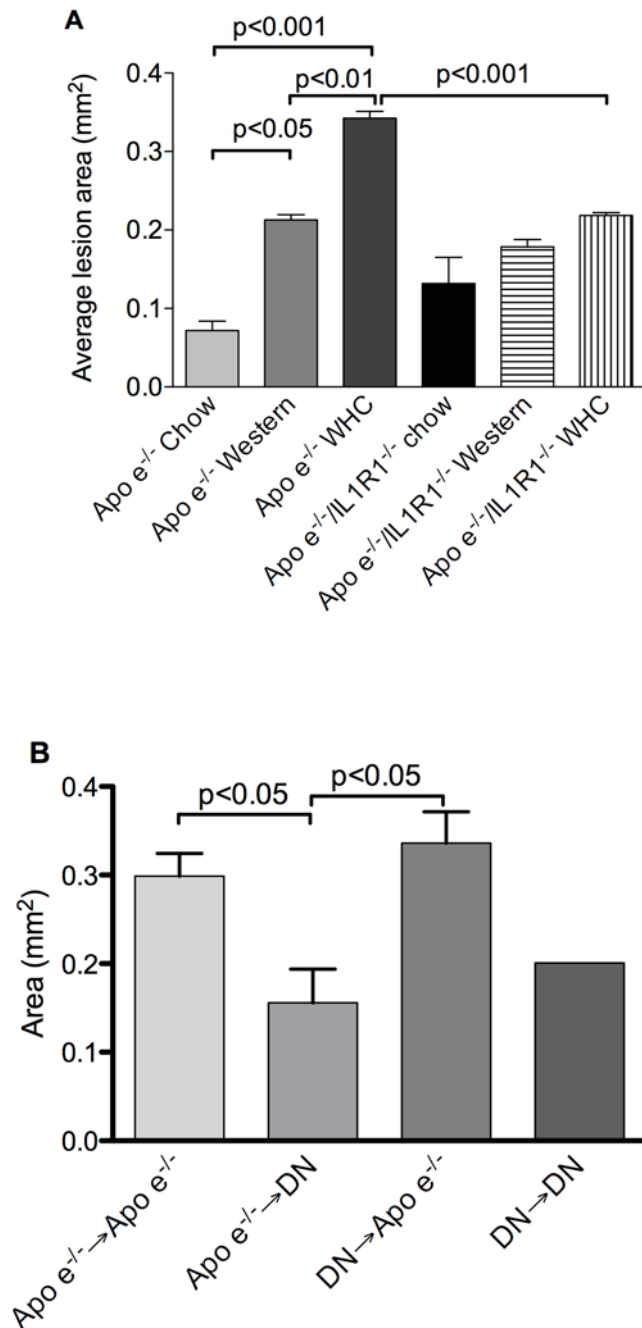 A
p<0.001
p<0.01
p<0.001
p<0.05
Average lesion area (mm²)
0.4
0.3
0.2
0.1
0.0
Apo e⁻/⁻ Chow
Apo e⁻/⁻ Western
Apo e⁻/⁻ WHC
Apo e⁻/⁻/IL1R1⁻/⁻ chow
Apo e⁻/⁻/IL1R1⁻/⁻ Western
Apo e⁻/⁻/IL1R1⁻/⁻ WHC
B
p<0.05
p<0.05
Area (mm²)
0.4
0.3
0.2
0.1
0.0
Apo e⁻/⁻→Apo e⁻/⁻
Apo e⁻/⁻→DN
DN→Apo e⁻/⁻
DN→DN